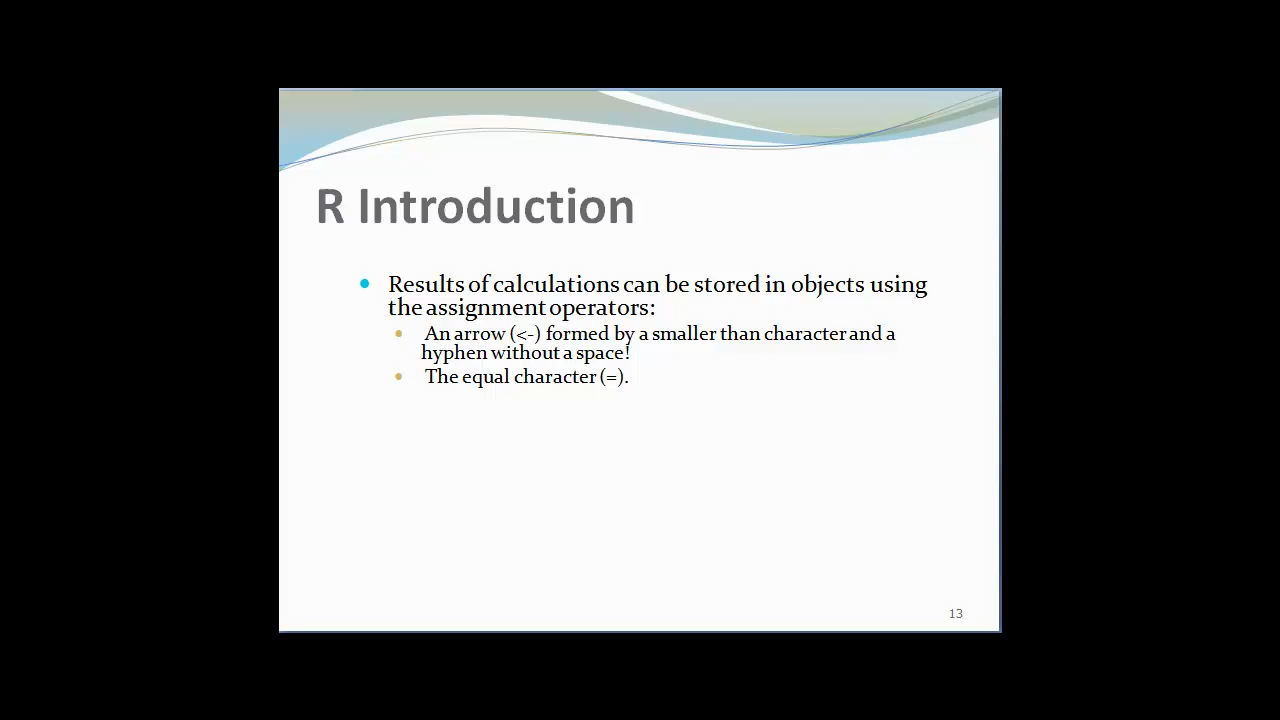 R Introduction
Results of calculations can be stored in objects using
the assignment operators:
An arrow (<-) formed by a smaller than character and a
hyphen without a space!
The equal character (=).
13